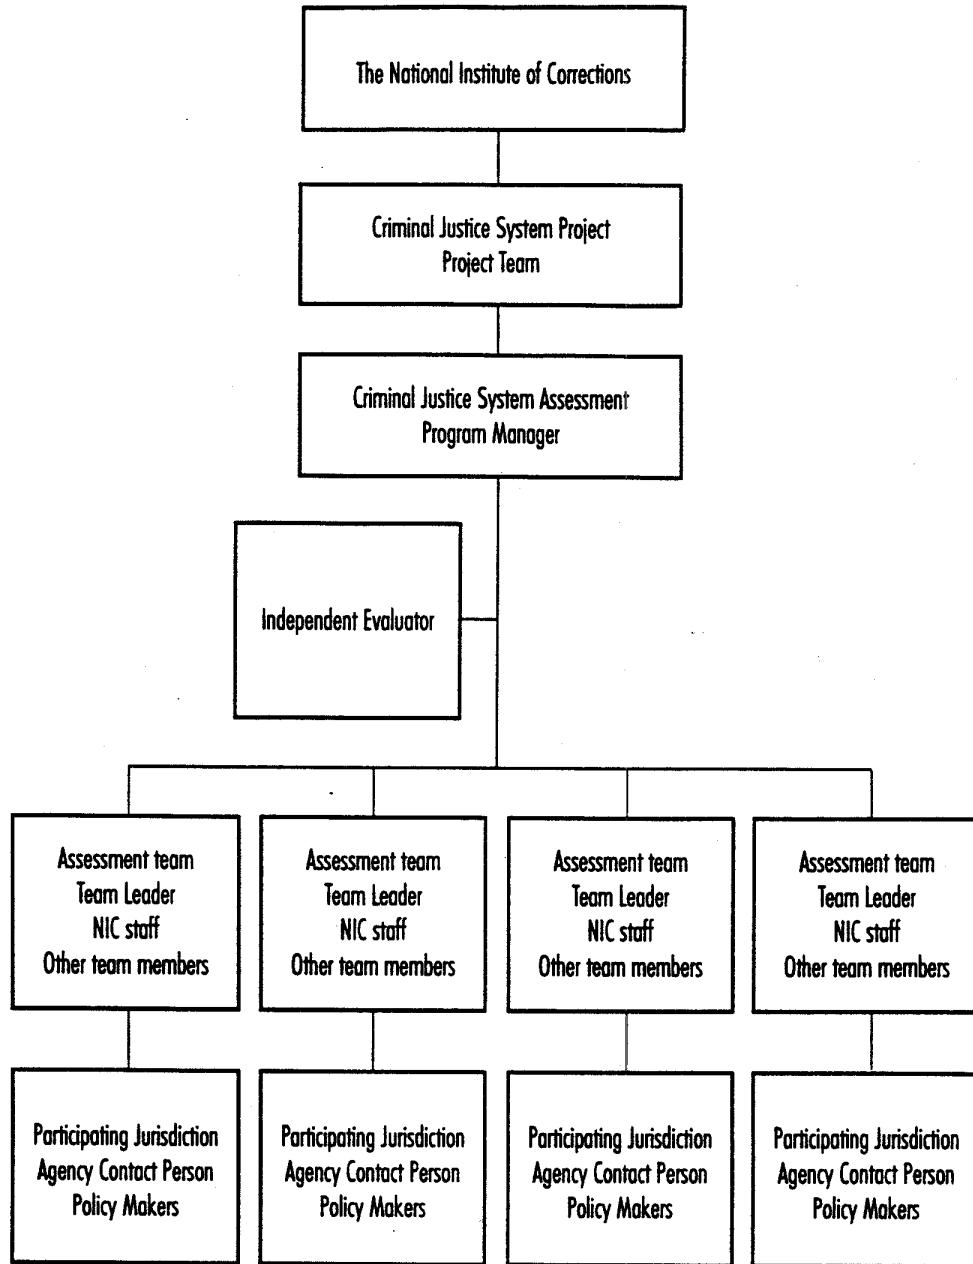 The National Institute of Corrections
Criminal Justice System Project
Project Team
Criminal Justice System Assessment
Program Manager
Independent Evaluator
Assessment team
Team Leader
NIC staff
Other team members
Assessment team
Team Leader
NIC staff
Other team members
Assessment team
Team Leader
NIC staff
Other team members
Assessment team
Team Leader
NIC staff
Other team members
Participating Jurisdiction
Agency Contact Person
Policy Makers
Participating Jurisdiction
Agency Contact Person
Policy Makers
Participating Jurisdiction
Agency Contact Person
Policy Makers
Participating Jurisdiction
Agency Contact Person
Policy Makers